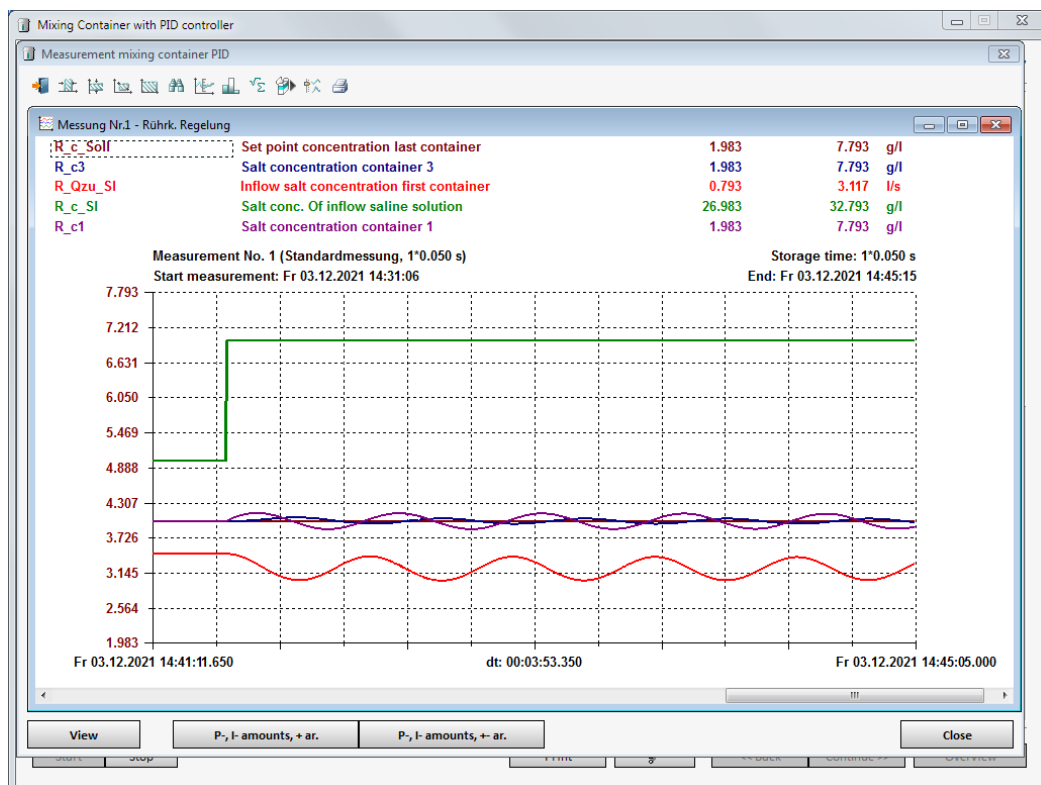 Mixing Container with PID controller
Measurement mixing container PID
Messung Nr.1 - Rührk. Regelung
R_c_Soll Set point concentration last container 1.983 7.793 g/l
R_c3 Salt concentration container 3 1.983 7.793 g/l
R_Qzu_Sl Inflow salt concentration first container 0.793 3.117 l/s
R_c_Sl Salt conc. Of inflow saline solution 26.983 32.793 g/l
R_c1 Salt concentration container 1 1.983 7.793 g/l
Measurement No. 1 (Standardmessung, 1*0.050 s) Storage time: 1*0.050 s
Start measurement: Fr 03.12.2021 14:31:06 End: Fr 03.12.2021 14:45:15
7.793
7.212
6.631
6.050
5.469
4.888
4.307
3.726
3.145
2.564
1.983
Fr 03.12.2021 14:41:11.650 dt: 00:03:53.350 Fr 03.12.2021 14:45:05.000
View P-, I- amounts, + ar. P-, I- amounts, +- ar. Close
Start Stop Print << Back Continue >> Overview